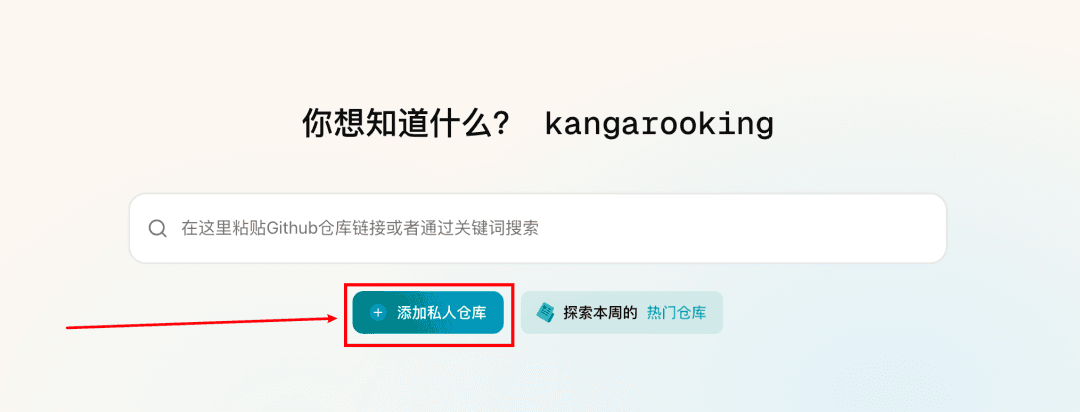 你想知道什么？ kangarooking
在这里粘贴Github仓库链接或者通过关键词搜索
添加私人仓库
探索本周的 热门仓库